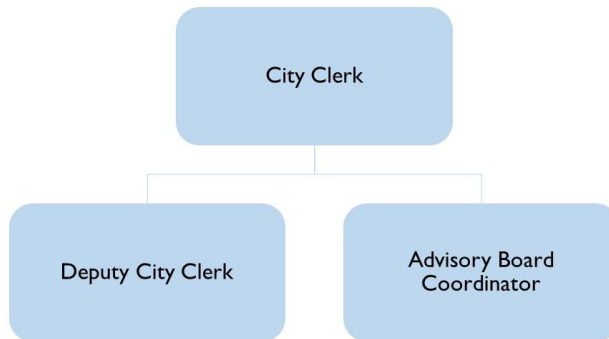 City Clerk
Deputy City Clerk
Advisory Board
Coordinator